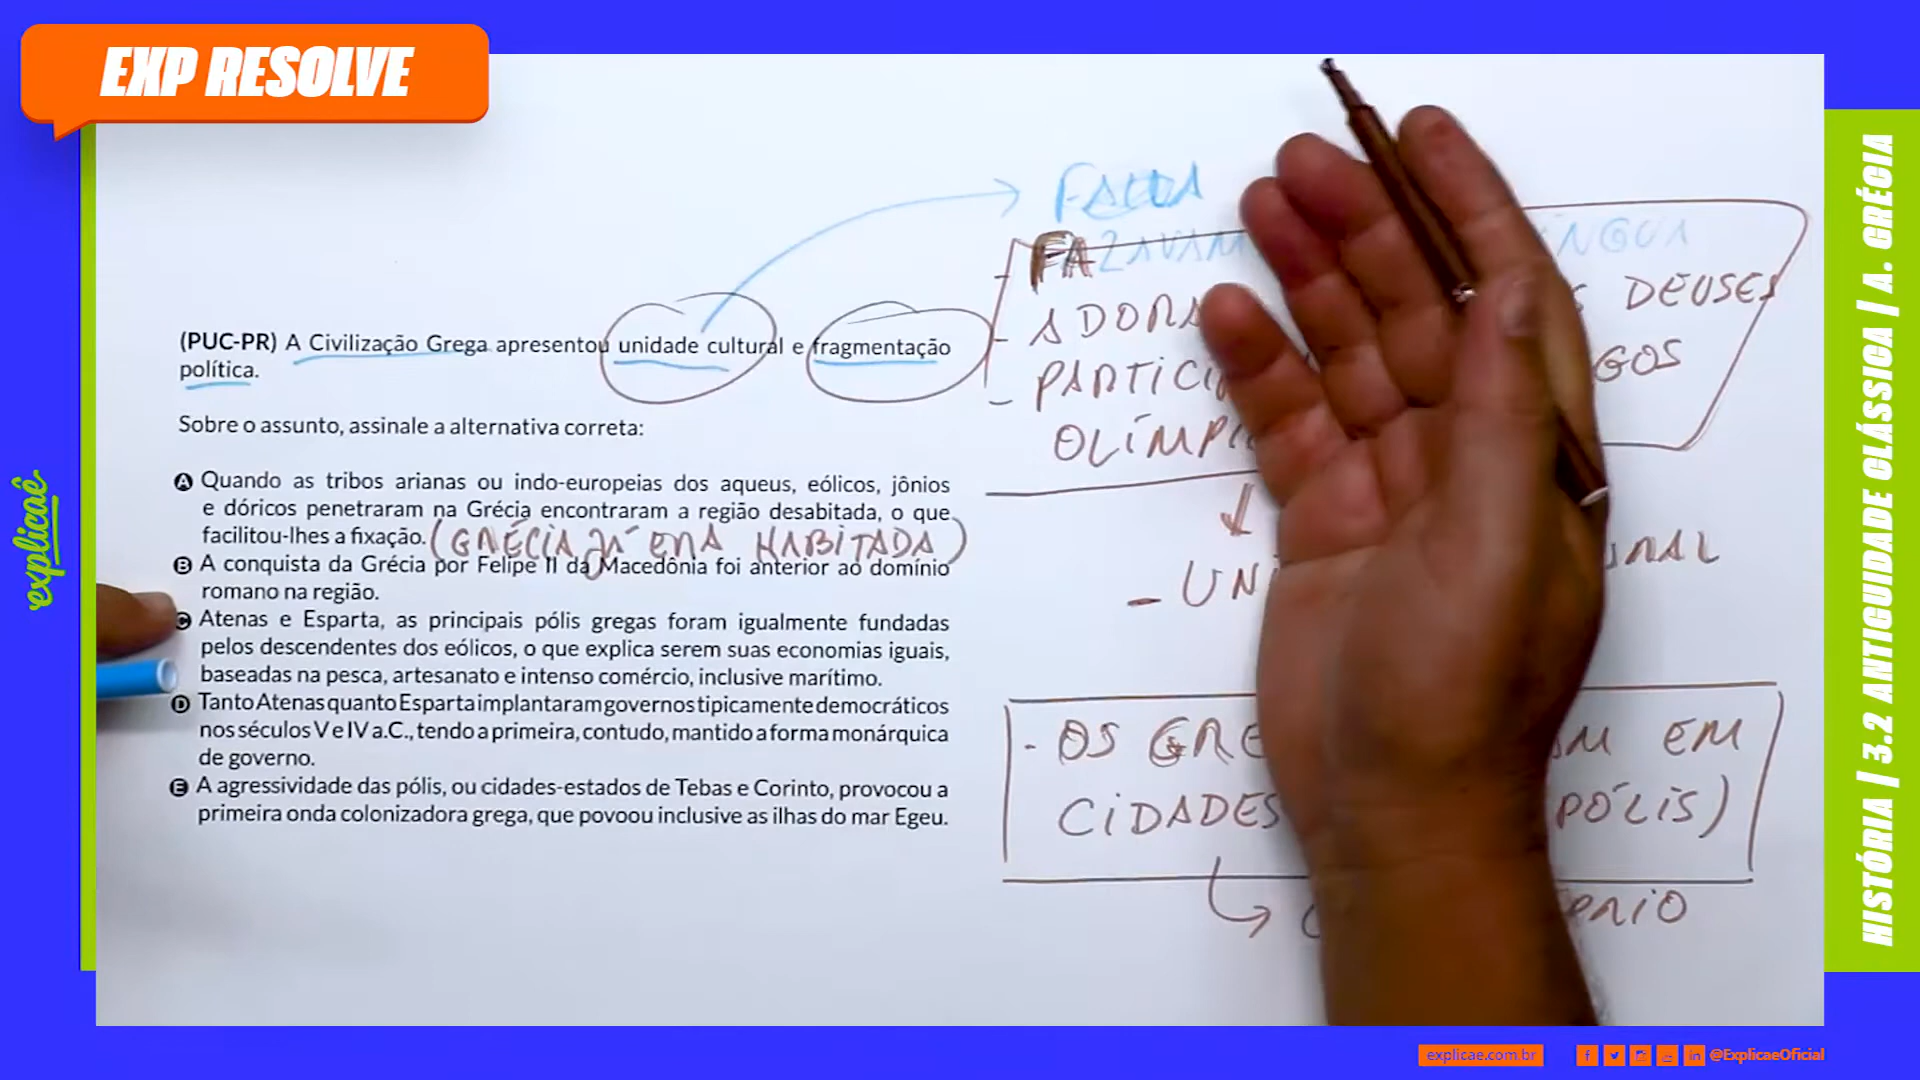 EXP RESOLVE
FALLA
FAZAVAM
ÍNGUA
ADORA
DEUSES
PARTICI
GOS
OLÍMPI
UNI
(PUC-PR) A Civilização Grega apresentou unidade cultural e fragmentação
política.
Sobre o assunto, assinale a alternativa correta:
A Quando as tribos arianas ou indo-europeias dos aqueus, eólicos, jônios
e dóricos penetraram na Grécia encontraram a região desabitada, o que
facilitou-lhes a fixação. (GRÉCIA JÁ ERA HABITADA)
B A conquista da Grécia por Felipe II da Macedônia foi anterior ao domínio
romano na região.
C Atenas e Esparta, as principais pólis gregas foram igualmente fundadas
pelos descendentes dos eólicos, o que explica serem suas economias iguais,
baseadas na pesca, artesanato e intenso comércio, inclusive marítimo.
D Tanto Atenas quanto Esparta implantaram governos tipicamente democráticos
nos séculos V e IV a.C., tendo a primeira, contudo, mantido a forma monárquica
de governo.
E A agressividade das pólis, ou cidades-estados de Tebas e Corinto, provocou a
primeira onda colonizadora grega, que povoou inclusive as ilhas do mar Egeu.
- OS GRE
EM
CIDADES
PÓLIS)
explicaê
HISTÓRIA | 3.2 ANTIGUIDADE CLÁSSICA | A. GRÉCIA
explicae.com.br
@ExplicaeOficial